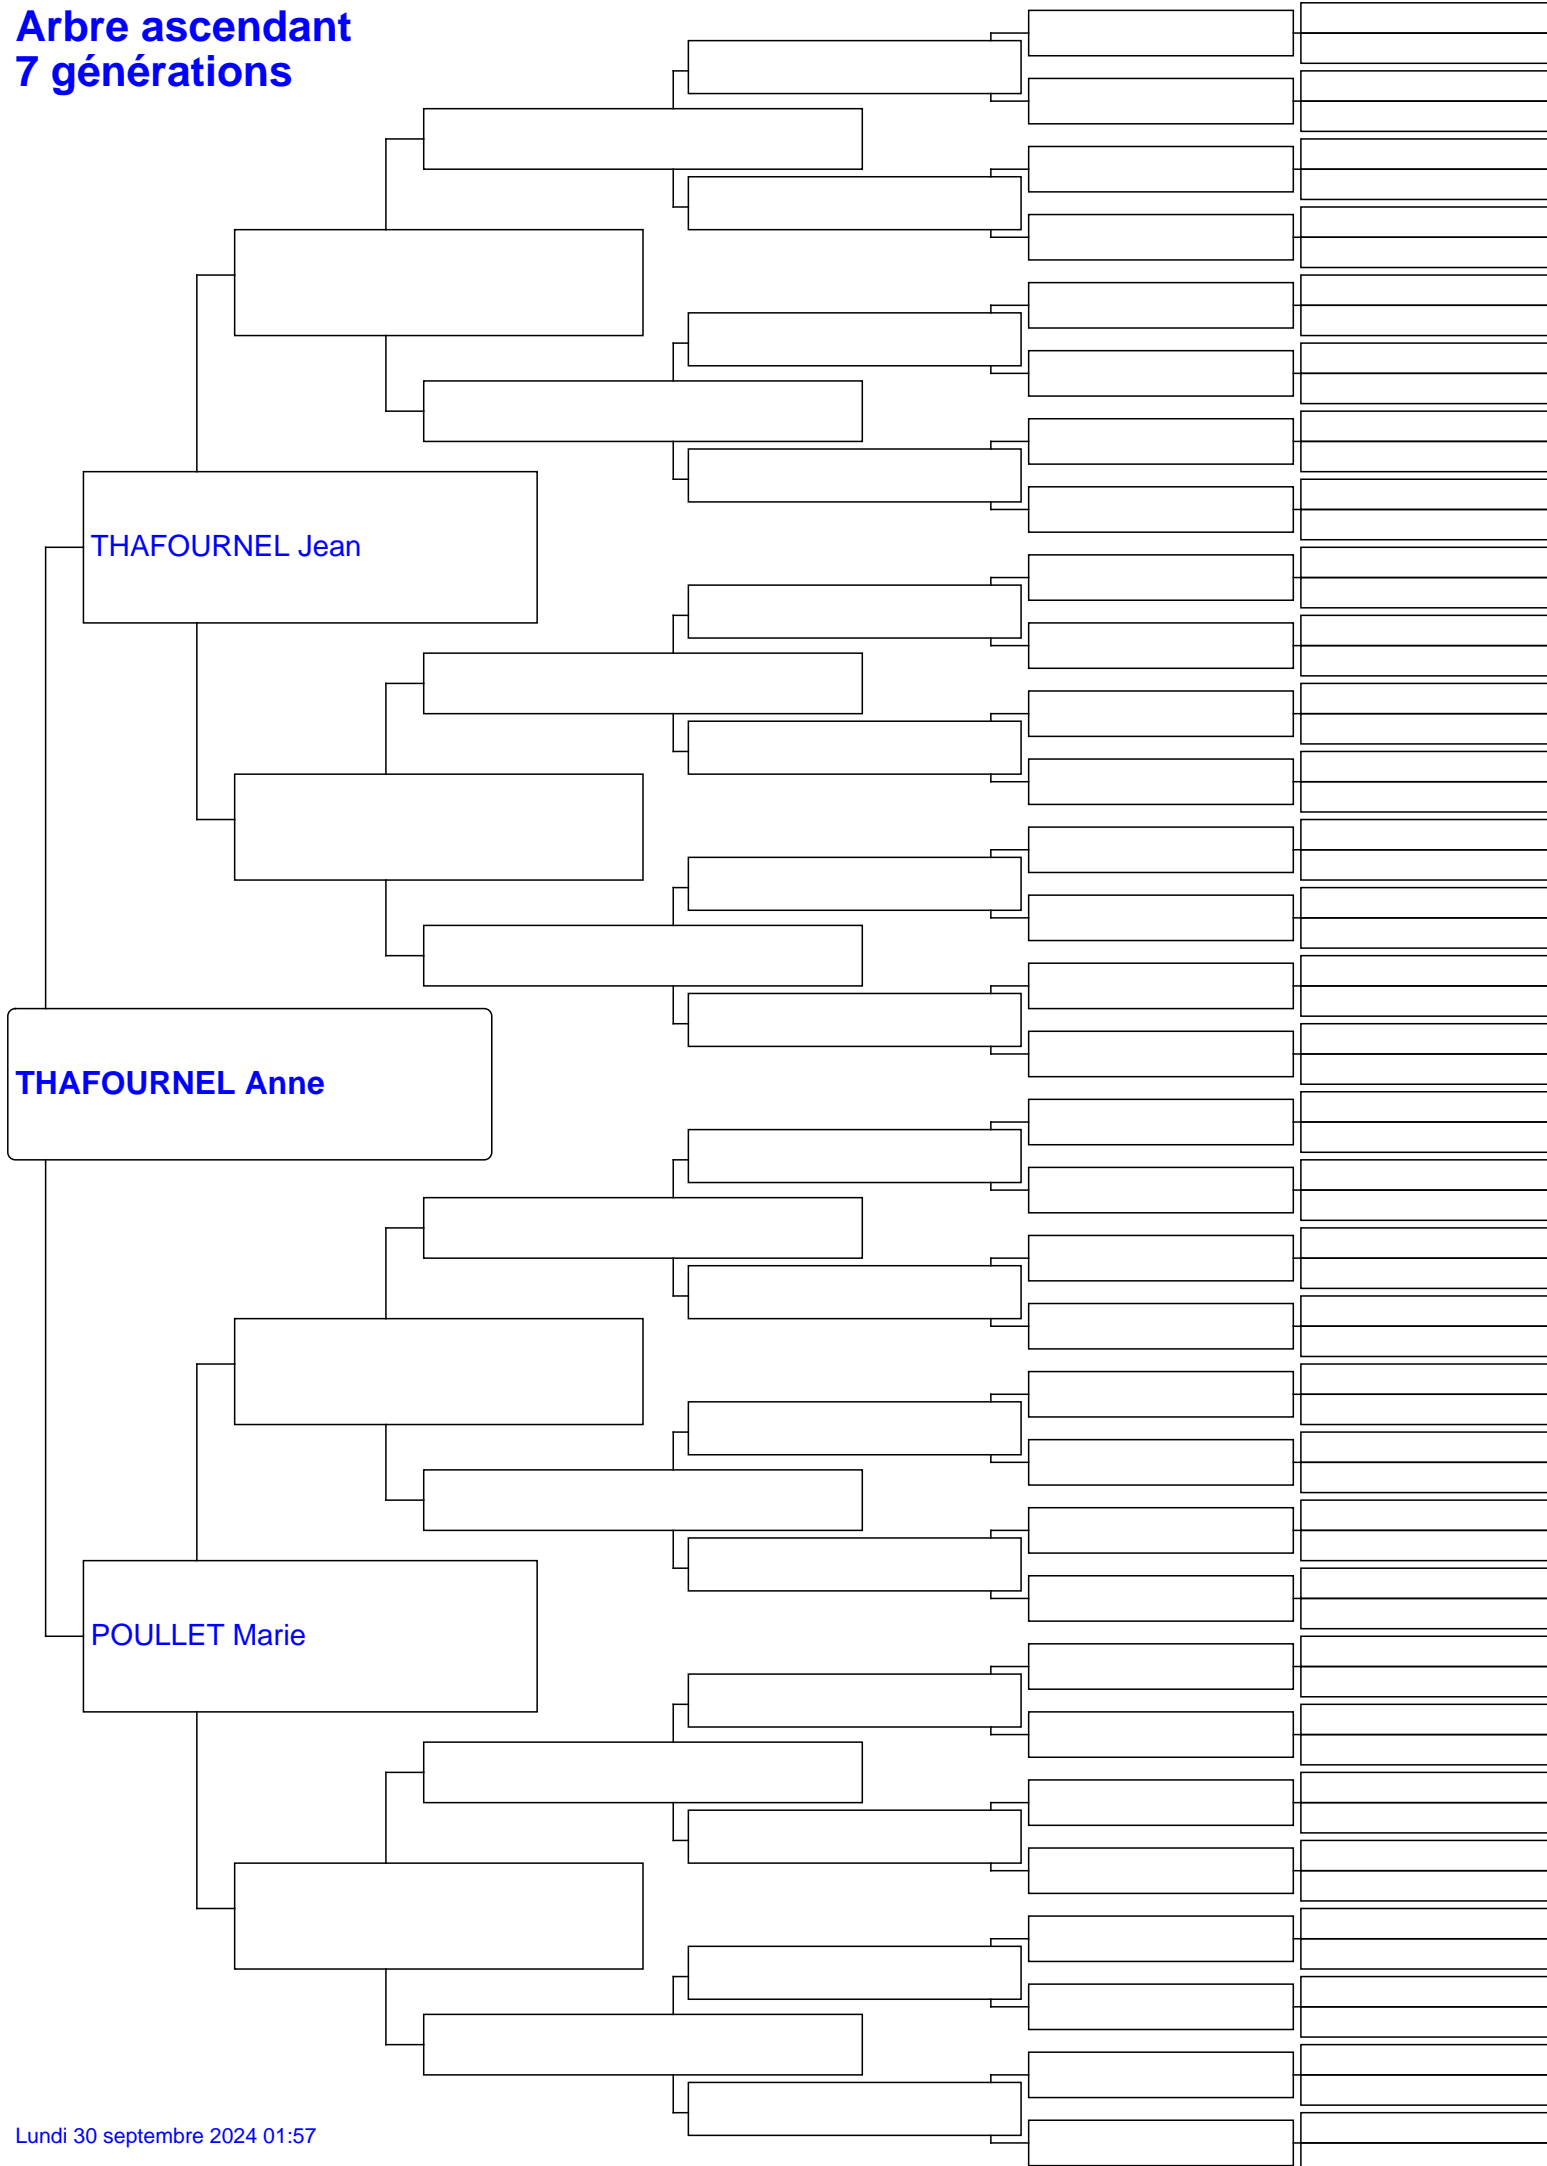 Arbre ascendant
7 générations
THAFOURNEL Jean
THAFOURNEL Anne
POULLET Marie
Lundi 30 septembre 2024 01:57